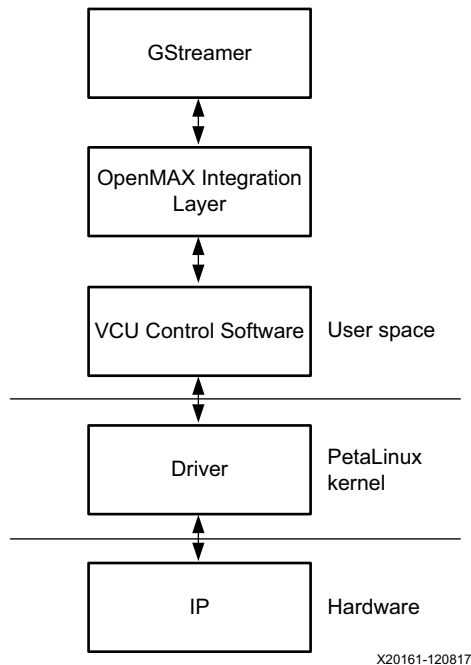 GStreamer
OpenMAX Integration
Layer
VCU Control Software
User space
Driver
PetaLinux
kernel
IP
Hardware
X20161-120817